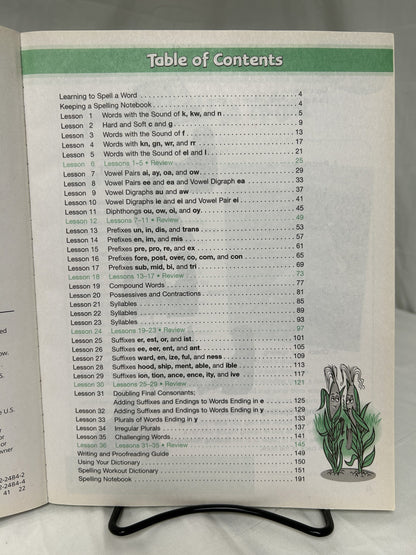 Table of Contents
Learning to Spell a Word 4
Keeping a Spelling Notebook 4
Lesson 1 Words with the Sound of k, kw, and n 5
Lesson 2 Hard and Soft c and g 9
Lesson 3 Words with the Sound of f 13
Lesson 4 Words with kn, gn, wr, and rr 17
Lesson 5 Words with the Sound of el and l 21
Lesson 6 Lessons 1–5 • Review 25
Lesson 7 Vowel Pairs ai, ay, oa, and ow 29
Lesson 8 Vowel Pairs ee and ea and Vowel Digraph ea 33
Lesson 9 Vowel Digraphs au and aw 37
Lesson 10 Vowel Digraphs ie and ei and Vowel Pair ei 41
Lesson 11 Diphthongs ou, ow, oi, and oy 45
Lesson 12 Lessons 7–11 • Review 49
Lesson 13 Prefixes un, in, dis, and trans 53
Lesson 14 Prefixes en, im, and mis 57
Lesson 15 Prefixes pre, pro, re, and ex 61
Lesson 16 Prefixes fore, post, over, co, com, and con 65
Lesson 17 Prefixes sub, mid, bi, and tri 69
Lesson 18 Lessons 13–17 • Review 73
Lesson 19 Compound Words 77
Lesson 20 Possessives and Contractions 81
Lesson 21 Syllables 85
Lesson 22 Syllables 89
Lesson 23 Syllables 93
Lesson 24 Lessons 19–23 • Review 97
Lesson 25 Suffixes er, est, or, and ist 101
Lesson 26 Suffixes ee, eer, ent, and ant 105
Lesson 27 Suffixes ward, en, ize, ful, and ness 109
Lesson 28 Suffixes hood, ship, ment, able, and ible 113
Lesson 29 Suffixes ion, tion, ance, ence, ity, and ive 117
Lesson 30 Lessons 25–29 • Review 121
Lesson 31 Doubling Final Consonants;
Adding Suffixes and Endings to Words Ending in e 125
Lesson 32 Adding Suffixes and Endings to Words Ending in y 129
Lesson 33 Plurals of Words Ending in y 133
Lesson 34 Irregular Plurals 137
Lesson 35 Challenging Words 141
Lesson 36 Lessons 31–35 • Review 145
Writing and Proofreading Guide 149
Using Your Dictionary 150
Spelling Workout Dictionary 151
Spelling Notebook 191
U.S.
or
or
owner
2-2484-2
2-2484-4
41 22